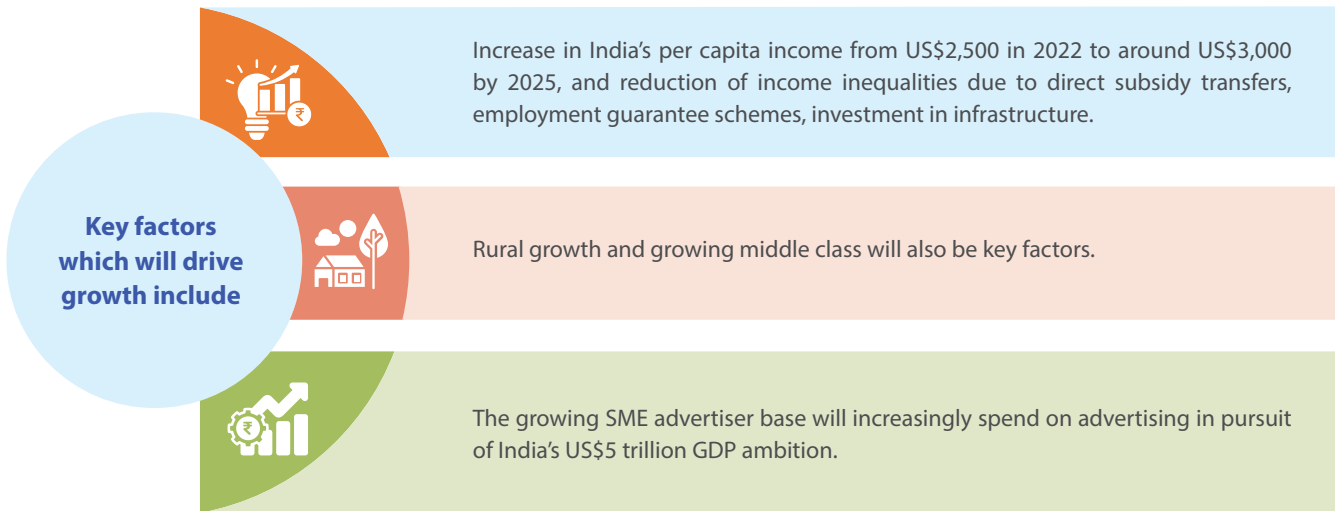 Key factors
which will drive
growth include
₹
Increase in India’s per capita income from US$2,500 in 2022 to around US$3,000
by 2025, and reduction of income inequalities due to direct subsidy transfers,
employment guarantee schemes, investment in infrastructure.
Rural growth and growing middle class will also be key factors.
₹
The growing SME advertiser base will increasingly spend on advertising in pursuit
of India’s US$5 trillion GDP ambition.